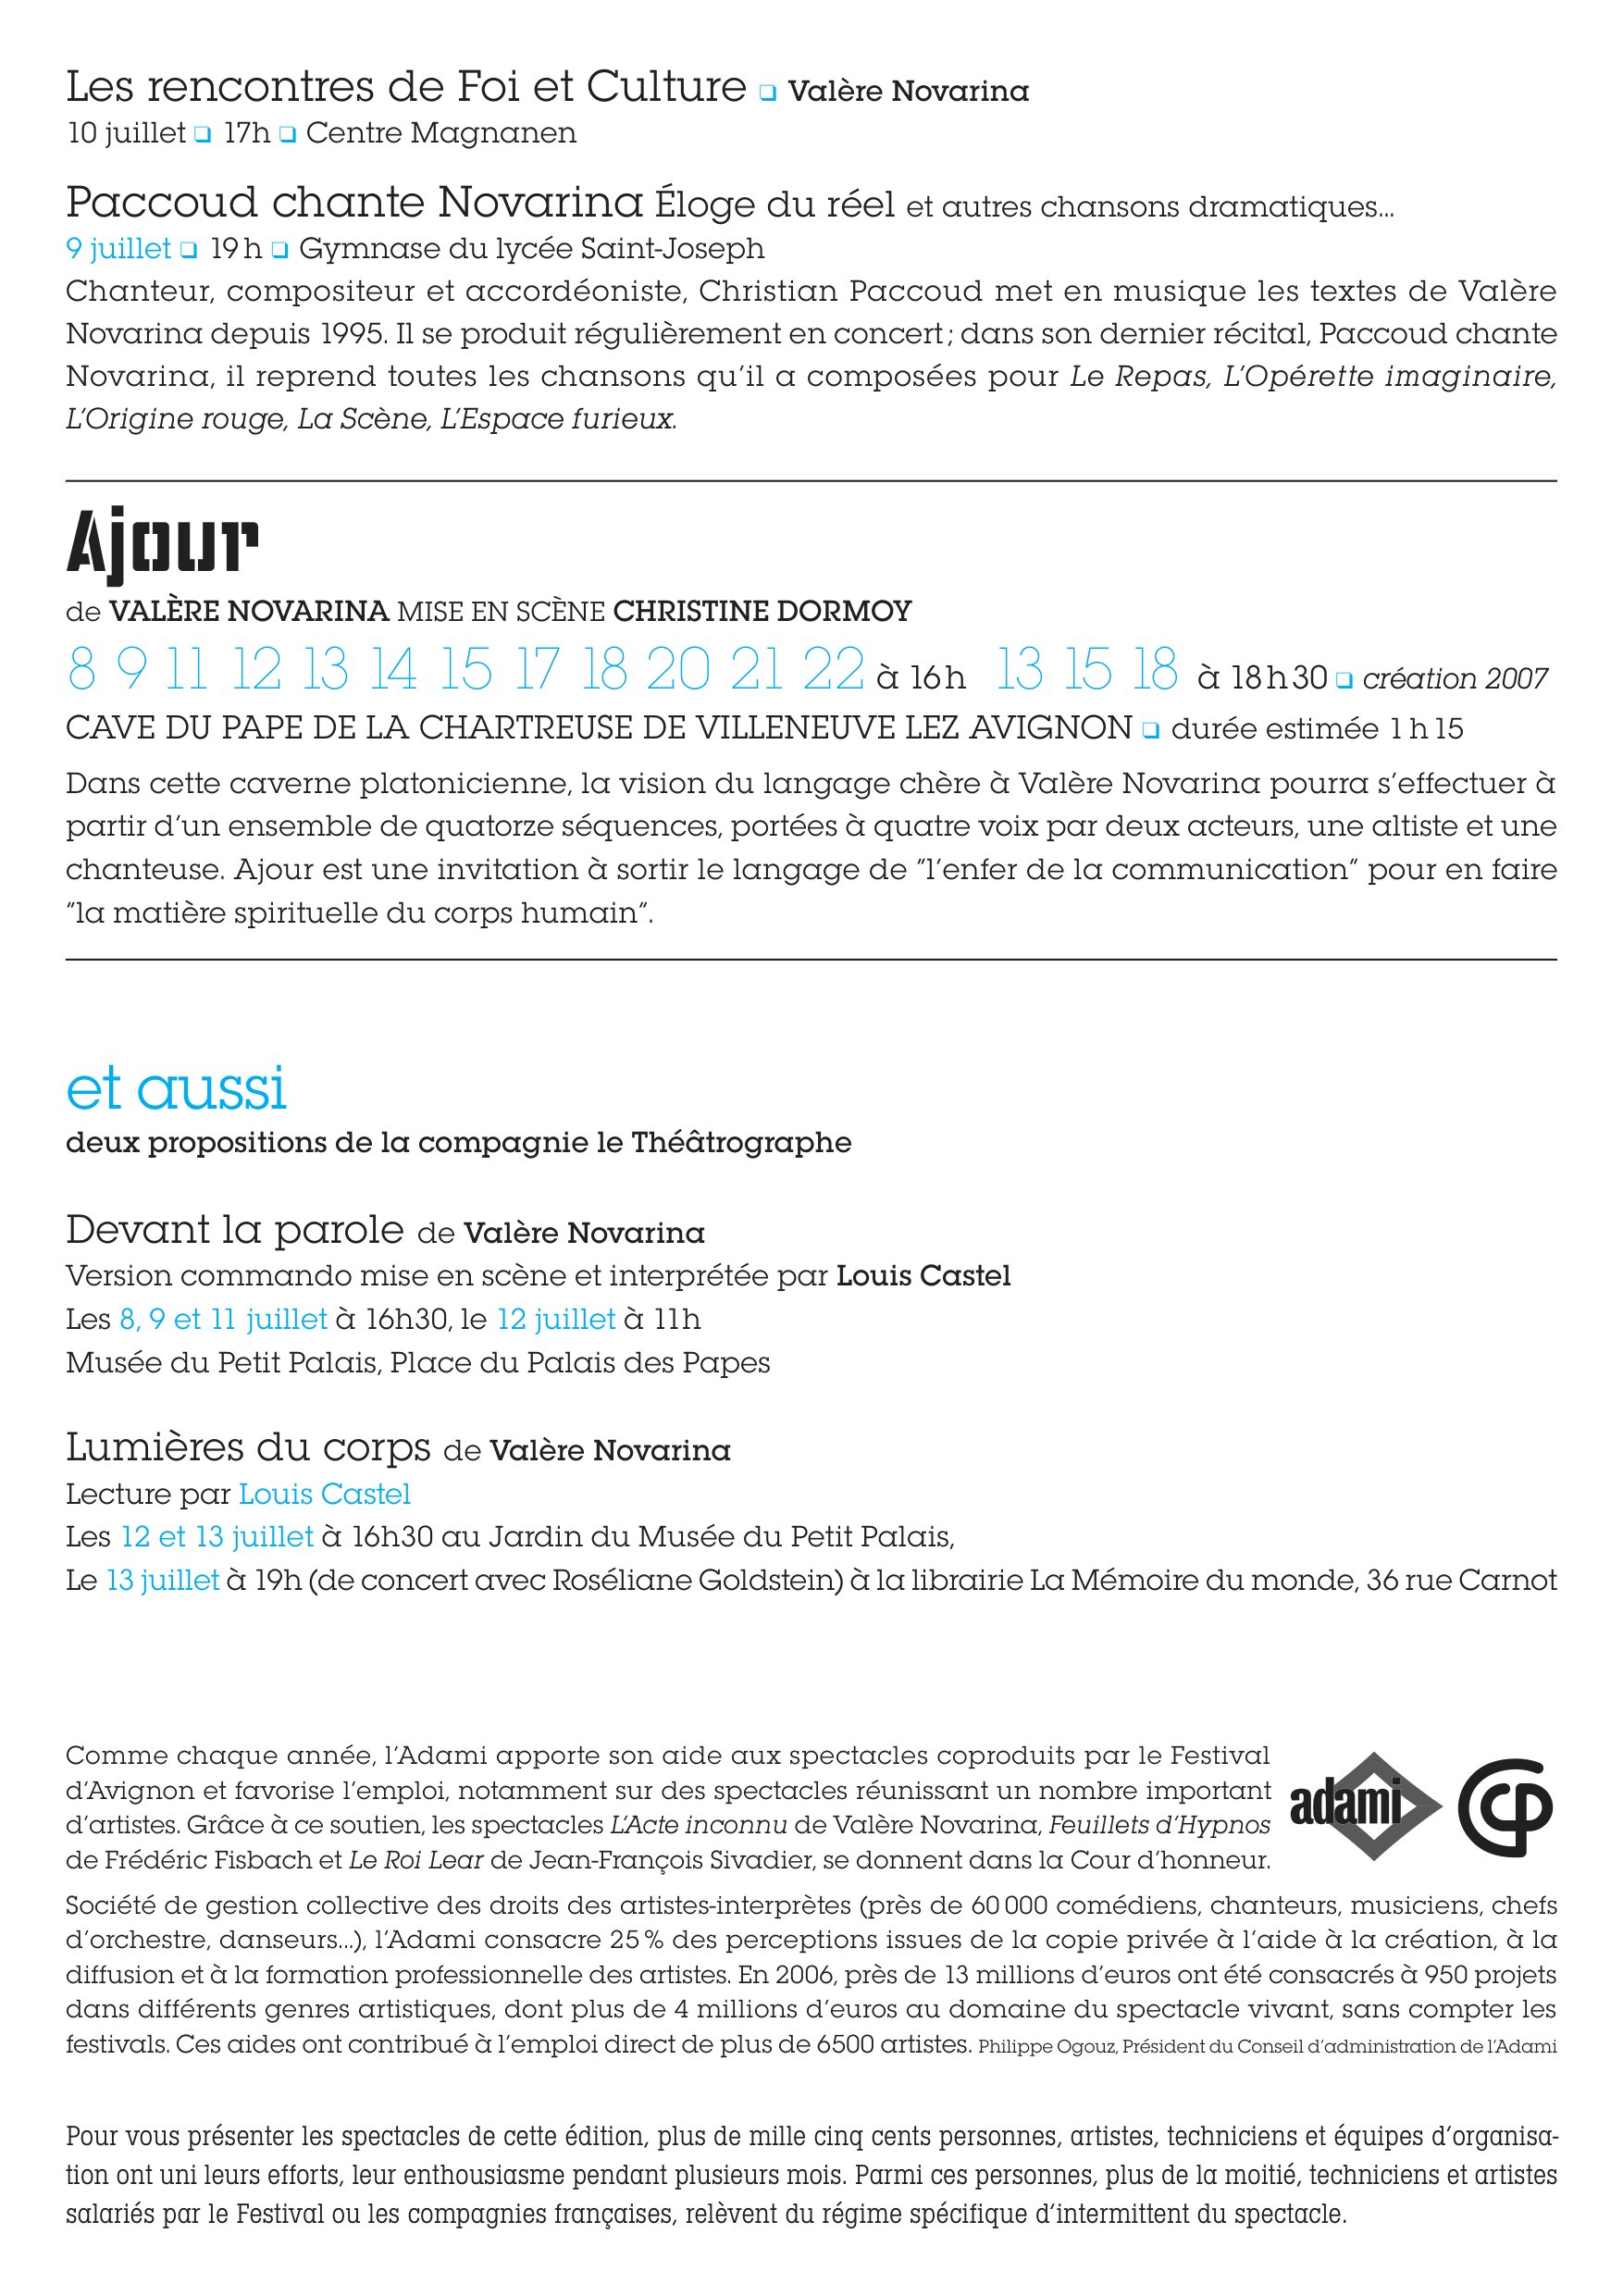 Les rencontres de Foi et Culture ❏ Valère Novarina
10 juillet ❏ 17h ❏ Centre Magnanen
Paccoud chante Novarina Éloge du réel et autres chansons dramatiques...
9 juillet ❏ 19 h ❏ Gymnase du lycée Saint-Joseph
Chanteur, compositeur et accordéoniste, Christian Paccoud met en musique les textes de Valère
Novarina depuis 1995. Il se produit régulièrement en concert ; dans son dernier récital, Paccoud chante
Novarina, il reprend toutes les chansons qu’il a composées pour Le Repas, L’Opérette imaginaire,
L’Origine rouge, La Scène, L’Espace furieux.
Ajour
de VALÈRE NOVARINA MISE EN SCÈNE CHRISTINE DORMOY
8 9 11 12 13 14 15 17 18 20 21 22 à 16 h 13 15 18 à 18 h 30 ❏ création 2007
CAVE DU PAPE DE LA CHARTREUSE DE VILLENEUVE LEZ AVIGNON ❏ durée estimée 1 h 15
Dans cette caverne platonicienne, la vision du langage chère à Valère Novarina pourra s’effectuer à
partir d’un ensemble de quatorze séquences, portées à quatre voix par deux acteurs, une altiste et une
chanteuse. Ajour est une invitation à sortir le langage de “l’enfer de la communication” pour en faire
“la matière spirituelle du corps humain”.
et aussi
deux propositions de la compagnie le Théâtrographe
Devant la parole de Valère Novarina
Version commando mise en scène et interprétée par Louis Castel
Les 8, 9 et 11 juillet à 16h30, le 12 juillet à 11h
Musée du Petit Palais, Place du Palais des Papes
Lumières du corps de Valère Novarina
Lecture par Louis Castel
Les 12 et 13 juillet à 16h30 au Jardin du Musée du Petit Palais,
Le 13 juillet à 19h (de concert avec Roséliane Goldstein) à la librairie La Mémoire du monde, 36 rue Carnot
Comme chaque année, l’Adami apporte son aide aux spectacles coproduits par le Festival
d’Avignon et favorise l’emploi, notamment sur des spectacles réunissant un nombre important
d’artistes. Grâce à ce soutien, les spectacles L’Acte inconnu de Valère Novarina, Feuillets d’Hypnos
de Frédéric Fisbach et Le Roi Lear de Jean-François Sivadier, se donnent dans la Cour d’honneur.
adami cp
Société de gestion collective des droits des artistes-interprètes (près de 60 000 comédiens, chanteurs, musiciens, chefs
d’orchestre, danseurs...), l’Adami consacre 25 % des perceptions issues de la copie privée à l’aide à la création, à la
diffusion et à la formation professionnelle des artistes. En 2006, près de 13 millions d’euros ont été consacrés à 950 projets
dans différents genres artistiques, dont plus de 4 millions d’euros au domaine du spectacle vivant, sans compter les
festivals. Ces aides ont contribué à l’emploi direct de plus de 6500 artistes. Philippe Ogouz, Président du Conseil d’administration de l’Adami
Pour vous présenter les spectacles de cette édition, plus de mille cinq cents personnes, artistes, techniciens et équipes d’organisa-
tion ont uni leurs efforts, leur enthousiasme pendant plusieurs mois. Parmi ces personnes, plus de la moitié, techniciens et artistes
salariés par le Festival ou les compagnies françaises, relèvent du régime spécifique d’intermittent du spectacle.